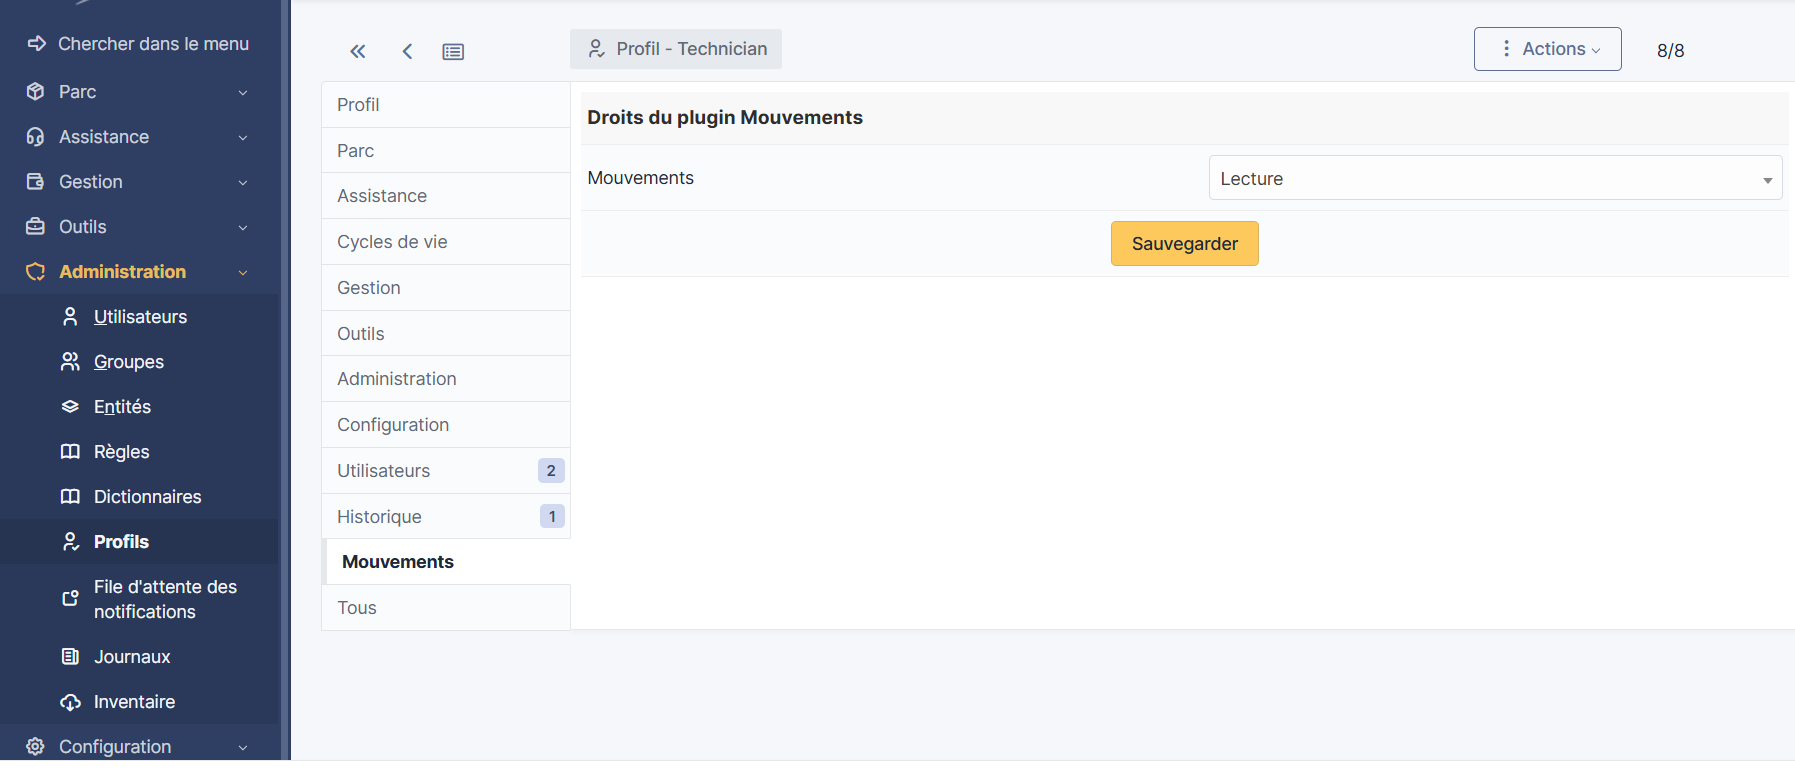 Chercher dans le menu
Parc
Assistance
Gestion
Outils
Administration
Utilisateurs
Groupes
Entités
Règles
Dictionnaires
Profils
File d'attente des
notifications
Journaux
Inventaire
Configuration
Profil - Technician
Actions
8/8
Profil
Parc
Assistance
Cycles de vie
Gestion
Outils
Administration
Configuration
Utilisateurs 2
Historique 1
Mouvements
Tous
Droits du plugin Mouvements
Mouvements
Lecture
Sauvegarder